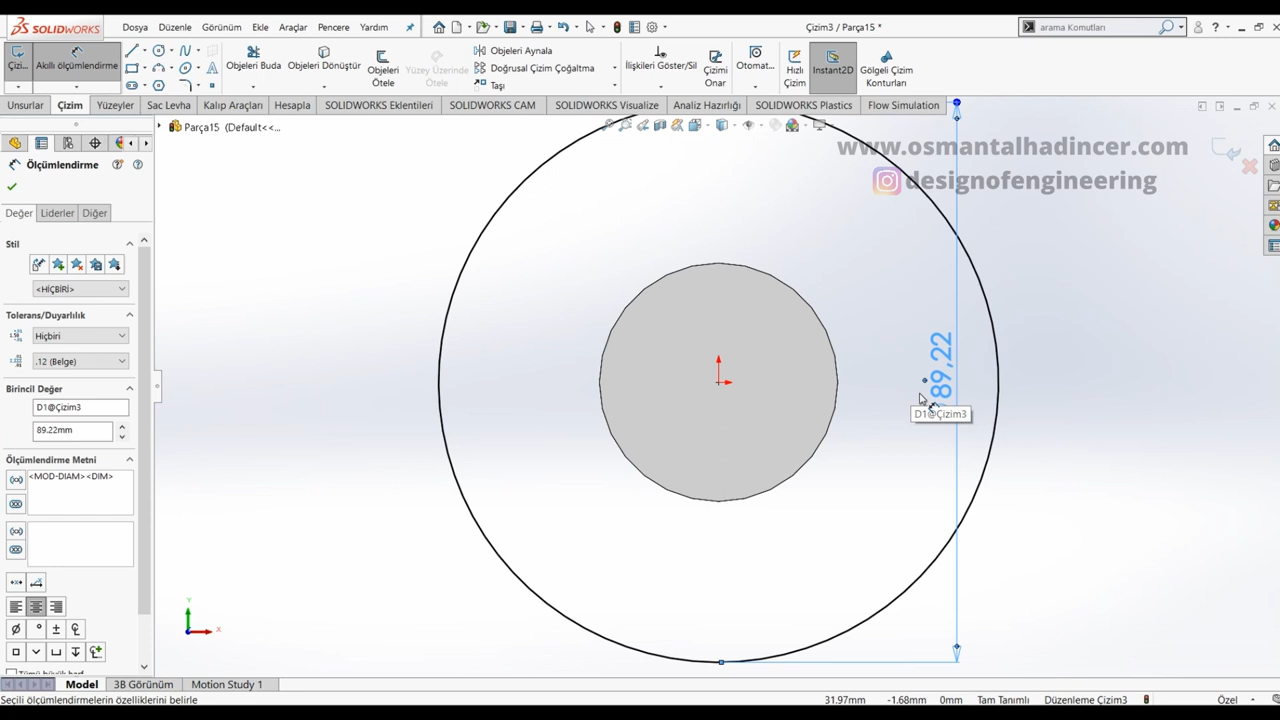 SOLIDWORKS Dosya Düzenle Görünüm Ekle Araçlar Pencere Yardım Çizim3 / Parça15 * arama Komutları
Çizi... Akıllı ölçümlendirme Objeleri Buda Objeleri Dönüştür Objeleri Ötele Yüzey Üzerinde Ötele Objeleri Aynala İlişkileri Göster/Sil Çizimi Onar Otomat... Hızlı Çizim Instant2D Gölgeli Çizim Konturları
Doğrusal Çizim Çoğaltma
Taşı
Unsurlar Çizim Yüzeyler Sac Levha Kalıp Araçları Hesapla SOLIDWORKS Eklentileri SOLIDWORKS CAM SOLIDWORKS Visualize Analiz Hazırlığı SOLIDWORKS Plastics Flow Simulation
Parça15 (Default<<...
www.osmantalhadincer.com
designofengineering
Ölçümlendirme
Değer Liderler Diğer
Stil
<HİÇBİRİ>
Tolerans/Duyarlılık
Hiçbiri
.12 (Belge)
Birincil Değer
D1@Çizim3
89.22mm
Ölçümlendirme Metni
<MOD-DIAM><DIM>
89,22
D1@Çizim3
Y
X
Model 3B Görünüm Motion Study 1
Seçili ölçümlendirmelerin özelliklerini belirle 31.97mm -1.68mm 0mm Tam Tanımlı Düzenleme Çizim3 Özel